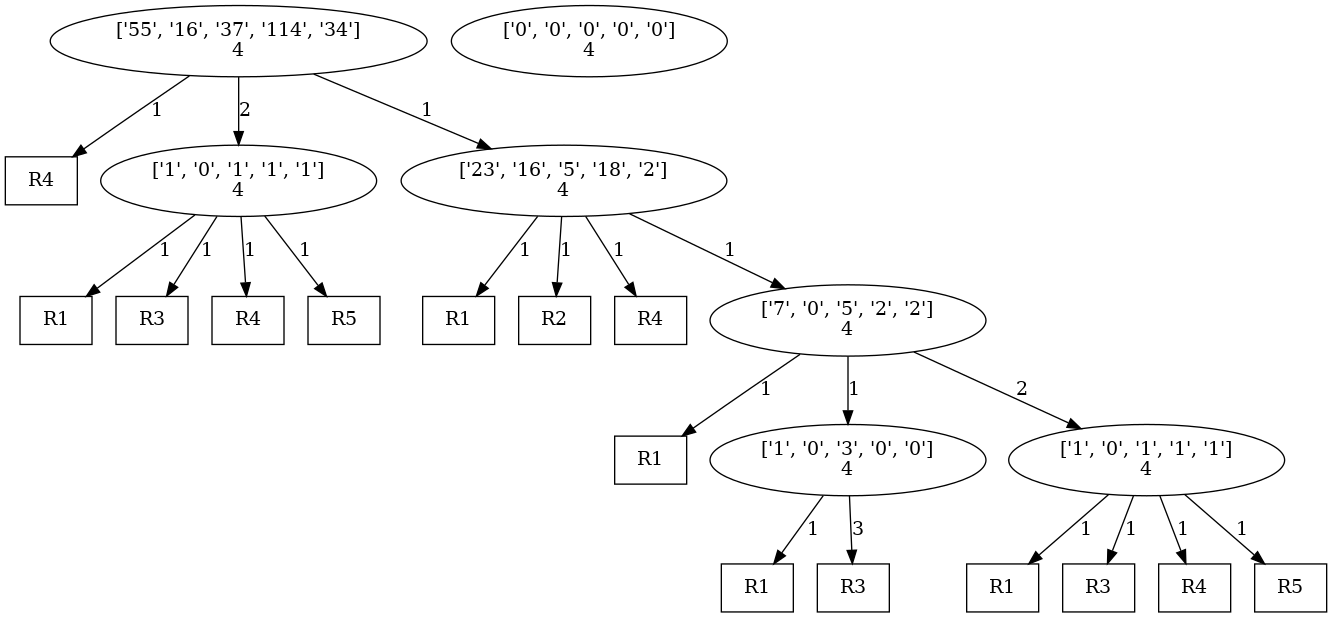 ['55', '16', '37', '114', '34']
4
['0', '0', '0', '0', '0']
4
1
2
1
R4
['1', '0', '1', '1', '1']
4
['23', '16', '5', '18', '2']
4
1
1
1
1
1
1
1
1
R1
R3
R4
R5
R1
R2
R4
['7', '0', '5', '2', '2']
4
1
1
2
R1
['1', '0', '3', '0', '0']
4
['1', '0', '1', '1', '1']
4
1
3
1
1
1
1
R1
R3
R1
R3
R4
R5